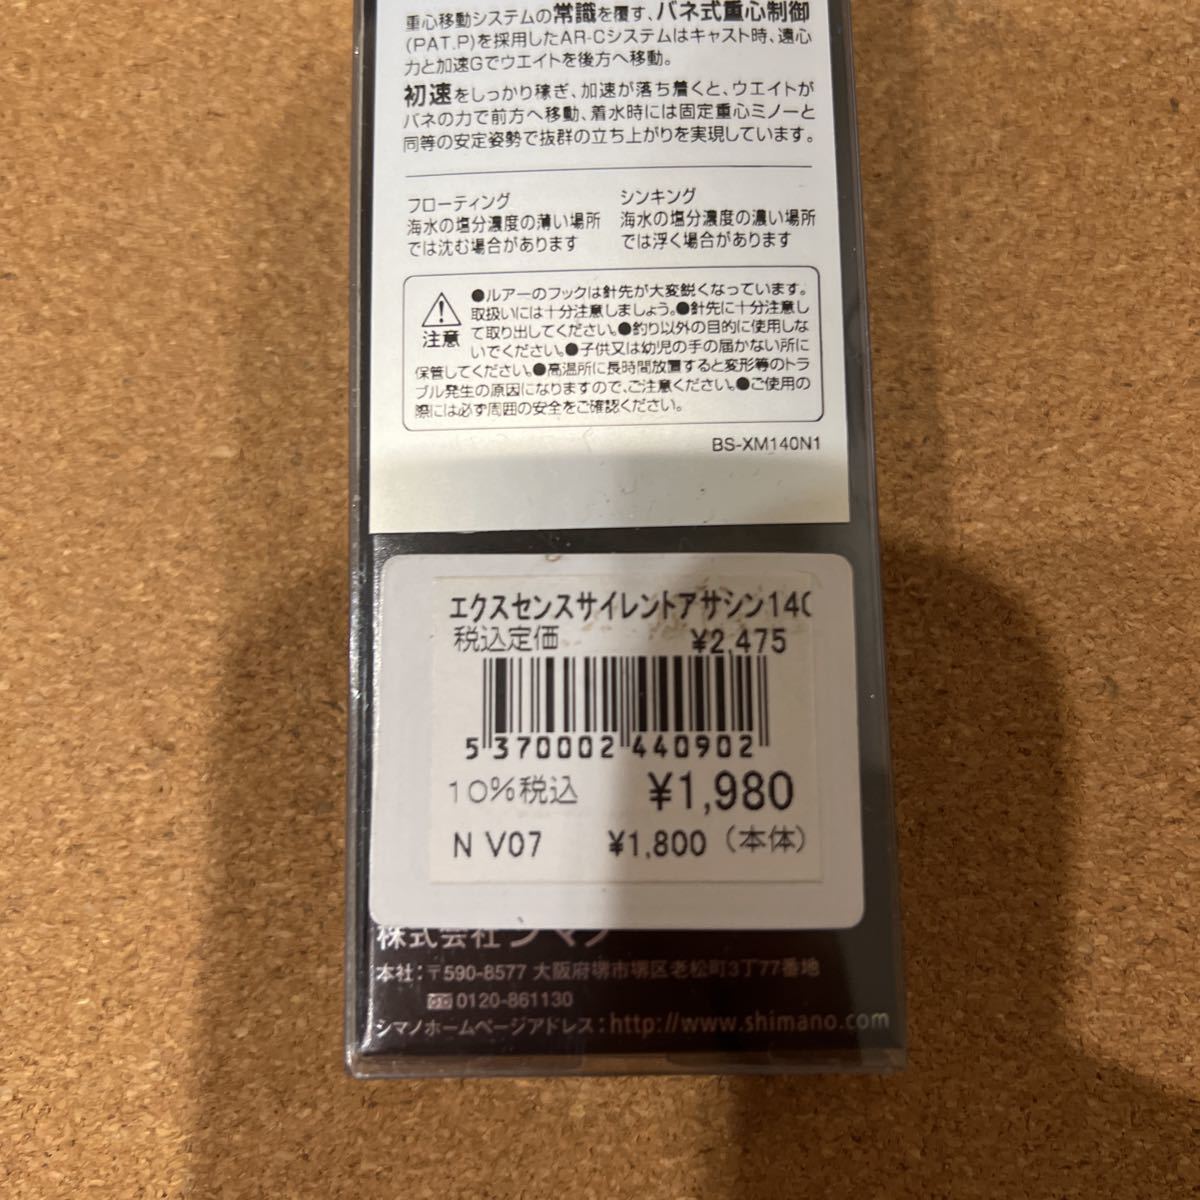 重心移動システムの常識を覆す、バネ式重心制御
(PAT.P)を採用したAR-Cシステムはキャスト時、遠心
力と加速Gでウエイトを後方へ移動。
初速をしっかり稼ぎ、加速が落ち着くと、ウエイトが
バネの力で前方へ移動、着水時には固定重心ミノーと
同等の安定姿勢で抜群の立ち上がりを実現しています。
フローティング
海水の塩分濃度の薄い場所
では沈む場合があります
シンキング
海水の塩分濃度の濃い場所
では浮く場合があります
注意
●ルアーのフックは針先が大変鋭くなっています。
取扱いには十分注意しましょう。●針先に十分注意し
て取り出してください。●釣り以外の目的に使用しな
いでください。●子供又は幼児の手の届かない所に
保管してください。●高温所に長時間放置すると変形等のトラ
ブル発生の原因になりますので、ご注意ください。●ご使用の
際には必ず周囲の安全をご確認ください。
BS-XM140N1
エクスセンスサイレントアサシン140
税込定価 ¥2,475
5 370002 440902
10%税込 ¥1,980
N V07 ¥1,800 (本体)
株式会社シマノ
本社:〒590-8577 大阪府堺市堺区老松町3丁77番地
0120-861130
シマノホームページアドレス:http://www.shimano.com